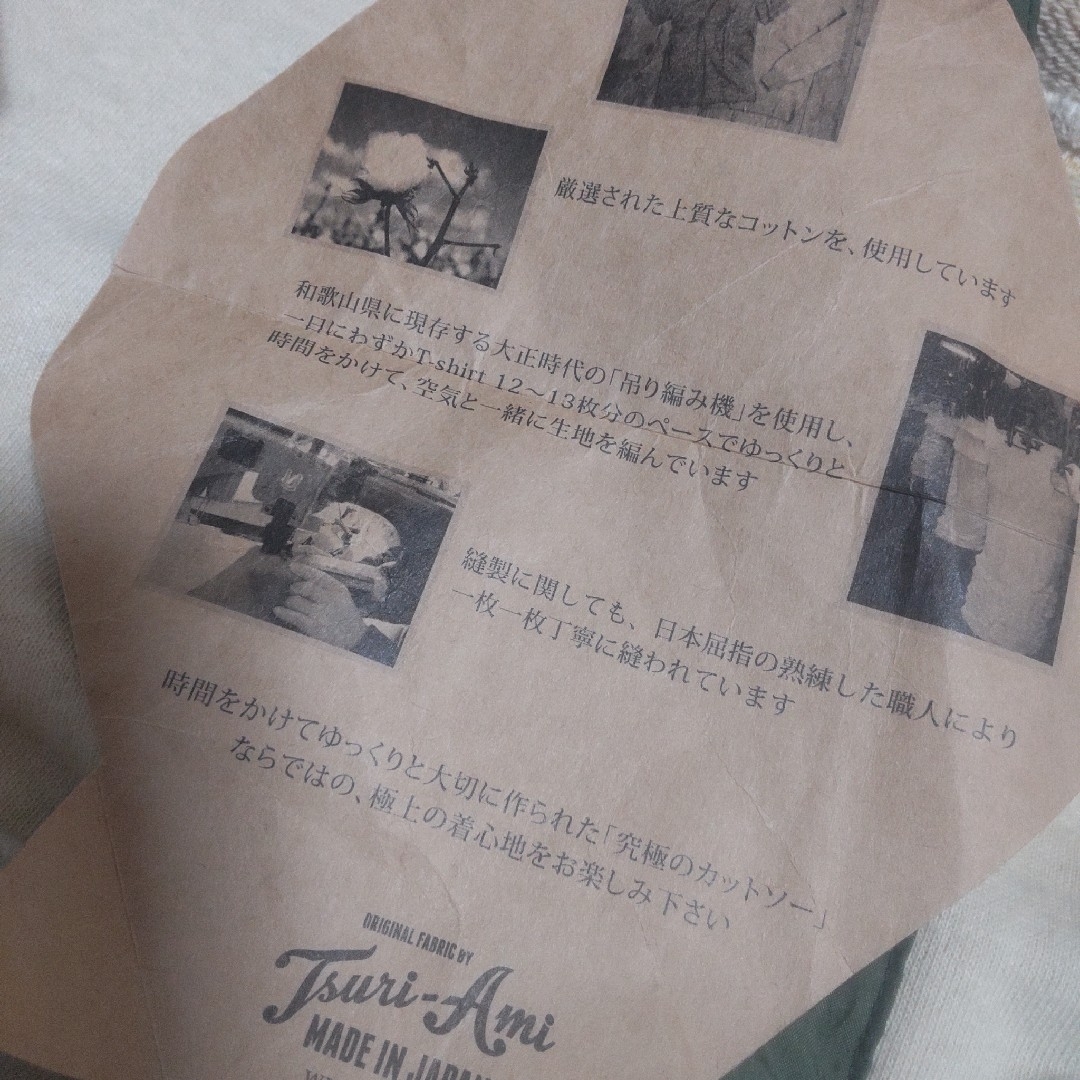 厳選された上質なコットンを、使用しています
和歌山県に現存する大正時代の「吊り編み機」を使用し、
一日にわずかT-shirt 12～13枚分のペースでゆっくりと
時間をかけて、空気と一緒に生地を編んでいます
縫製に関しても、日本屈指の熟練した職人により
一枚一枚丁寧に縫われています
時間をかけてゆっくりと大切に作られた「究極のカットソー」
ならではの、極上の着心地をお楽しみ下さい
ORIGINAL FABRIC BY
Tsuri-Ami
MADE IN JAPAN